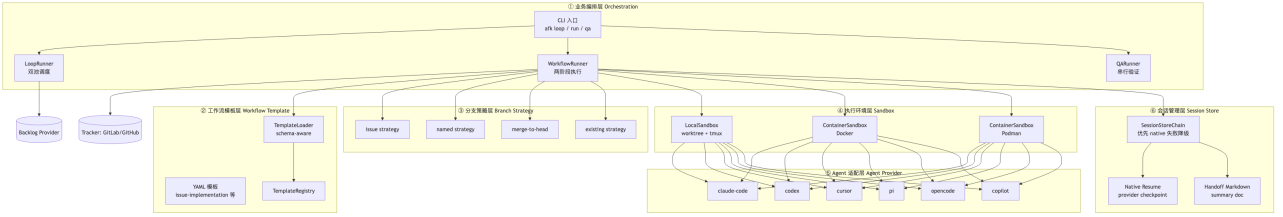 ① 业务编排层 Orchestration
CLI 入口
afk loop / run / qa
LoopRunner
双池调度
WorkflowRunner
两阶段执行
QARunner
串行验证
Backlog Provider
Tracker: GitLab/GitHub
② 工作流模板层 Workflow Template
TemplateLoader
schema-aware
YAML 模板
issue-implementation 等
TemplateRegistry
③ 分支策略层 Branch Strategy
issue strategy
named strategy
merge-to-head
existing strategy
④ 执行环境层 Sandbox
LocalSandbox
worktree + tmux
ContainerSandbox
Docker
ContainerSandbox
Podman
⑤ Agent 适配层 Agent Provider
claude-code
codex
cursor
pi
opencode
copilot
⑥ 会话管理层 Session Store
SessionStoreChain
优先 native 失败降级
Native Resume
provider checkpoint
Handoff Markdown
summary doc